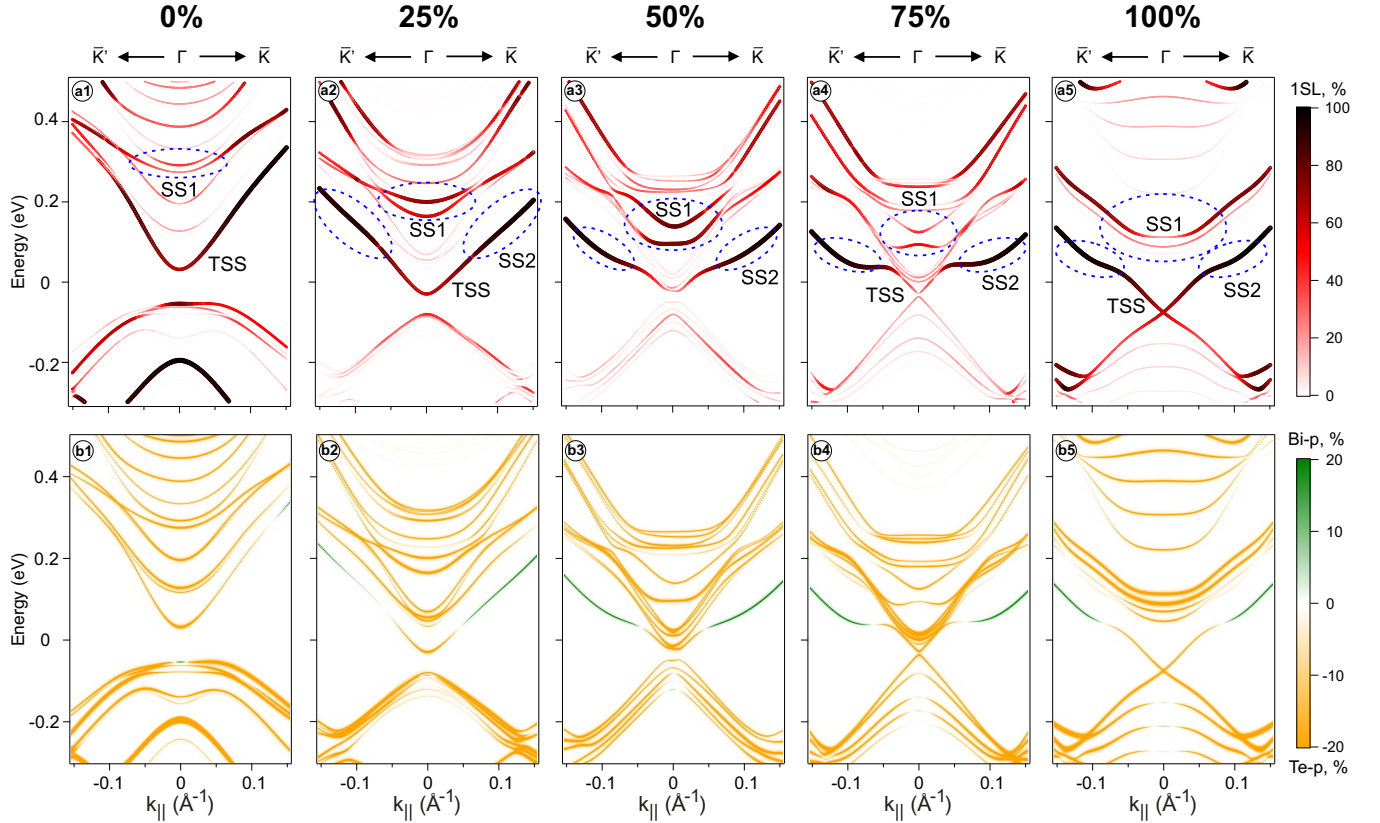 0% 25% 50% 75% 100%
K̄' Γ K̄ K̄' Γ K̄ K̄' Γ K̄ K̄' Γ K̄ K̄' Γ K̄
a1 a2 a3 a4 a5 1SL, %
Energy (eV)
0.4
0.2
0
-0.2
SS1
TSS
SS1
SS2
TSS
SS1
SS2
SS1
TSS
SS2
SS1
TSS
SS2
100
80
60
40
20
0
b1 b2 b3 b4 b5 Bi-p, %
Energy (eV)
0.4
0.2
0
-0.2
20
10
0
-10
-20
Te-p, %
-0.1 0 0.1 -0.1 0 0.1 -0.1 0 0.1 -0.1 0 0.1 -0.1 0 0.1
k|| (Å⁻¹) k|| (Å⁻¹) k|| (Å⁻¹) k|| (Å⁻¹) k|| (Å⁻¹)